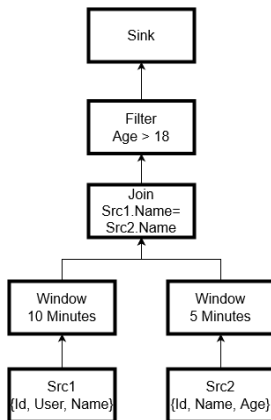 Sink
Filter
Age > 18
Join
Src1.Name=
Src2.Name
Window
10 Minutes
Window
5 Minutes
Src1
{Id, User, Name}
Src2
{Id, Name, Age}